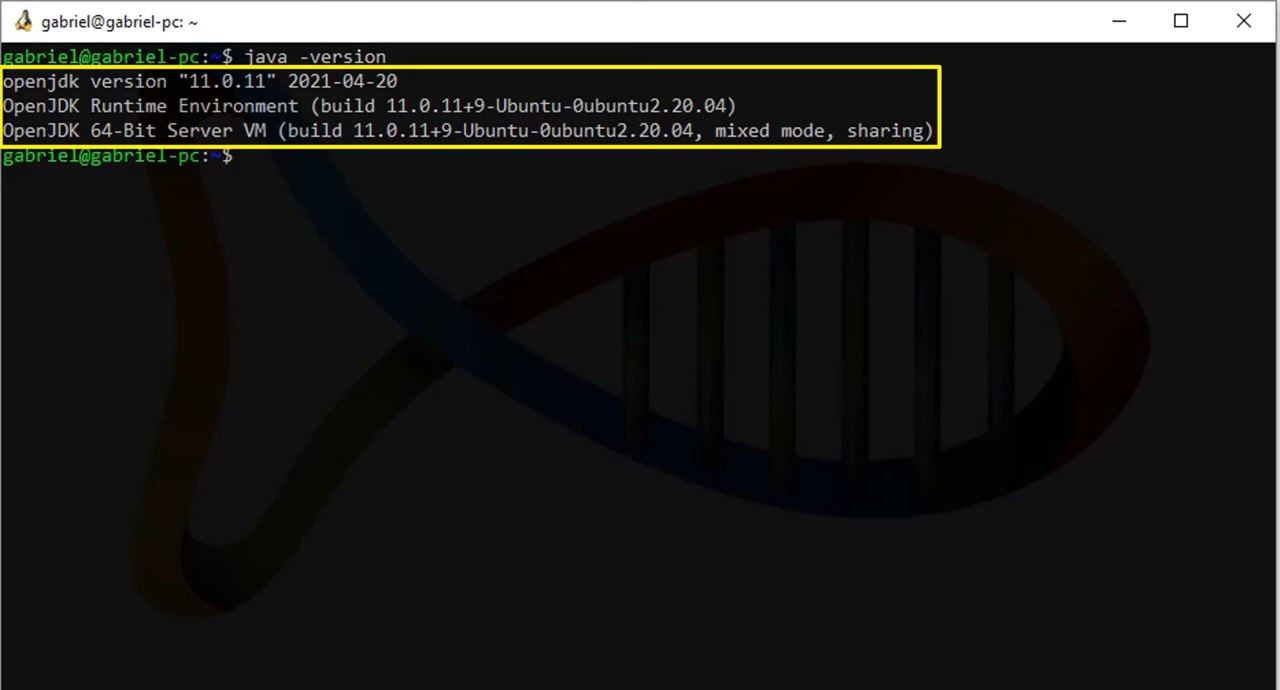 gabriel@gabriel-pc: ~
gabriel@gabriel-pc:~$ java -version
openjdk version "11.0.11" 2021-04-20
OpenJDK Runtime Environment (build 11.0.11+9-Ubuntu-0ubuntu2.20.04)
OpenJDK 64-Bit Server VM (build 11.0.11+9-Ubuntu-0ubuntu2.20.04, mixed mode, sharing)
gabriel@gabriel-pc:~$